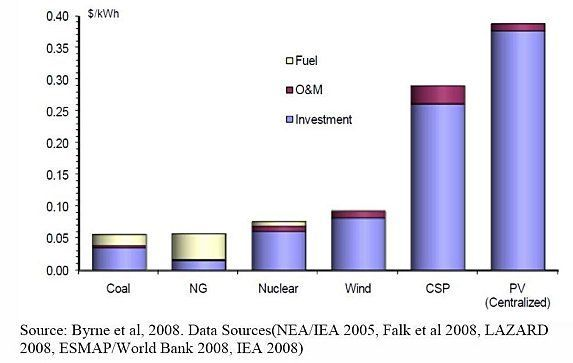 $/kWh
0.40
0.35
0.30
0.25
0.20
0.15
0.10
0.05
0.00
Fuel
O&M
Investment
Coal NG Nuclear Wind CSP PV
(Centralized)
Source: Byrne et al, 2008. Data Sources(NEA/IEA 2005, Falk et al 2008, LAZARD
2008, ESMAP/World Bank 2008, IEA 2008)